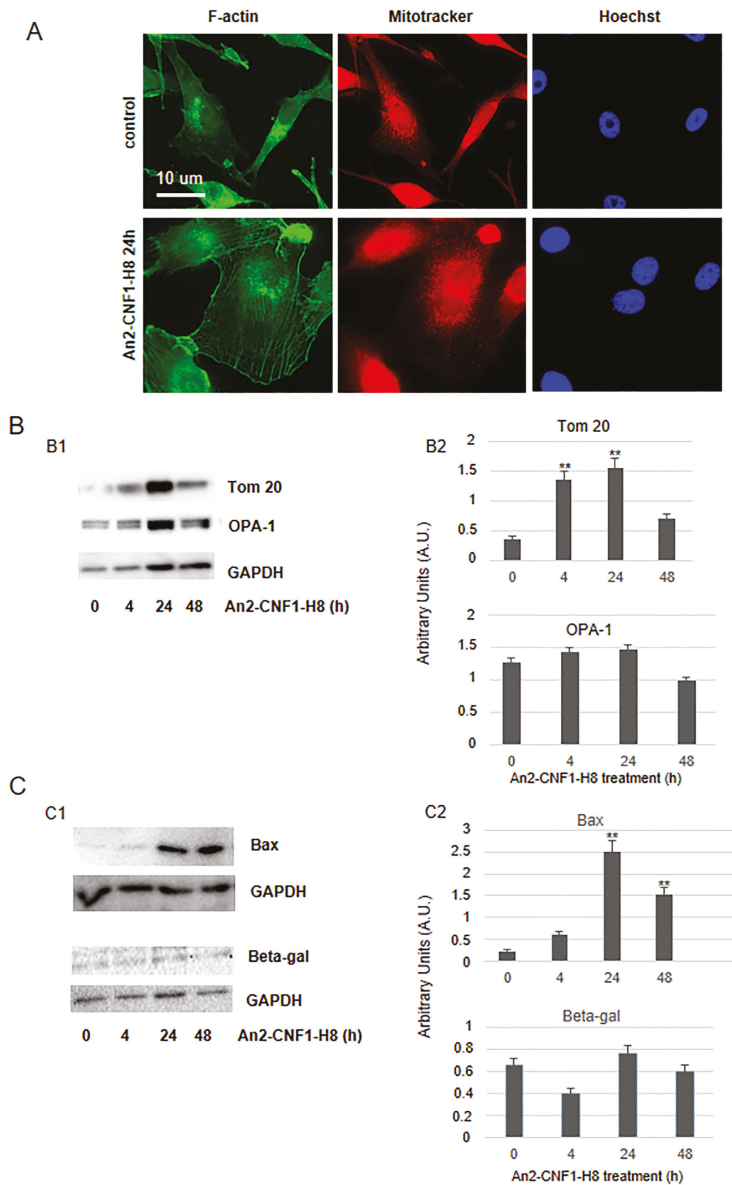 A
F-actin Mitotracker Hoechst
control
10 um
An2-CNF1-H8 24h
B
B1
Tom 20
OPA-1
GAPDH
0 4 24 48 An2-CNF1-H8 (h)
B2
Tom 20
2
1.5
1
0.5
0
** **
0 4 24 48
Arbitrary Units (A.U.)
OPA-1
2
1.5
1
1.5
0
0 4 24 48
An2-CNF1-H8 treatment (h)
C
C1
Bax
GAPDH
Beta-gal
GAPDH
0 4 24 48 An2-CNF1-H8 (h)
C2
Bax
3
2.5
2
1.5
1
0.5
0
** **
0 4 24 48
Arbitrary Units (A.U.)
Beta-gal
0.8
0.6
0.4
0.2
0
0 4 24 48
An2-CNF1-H8 treatment (h)